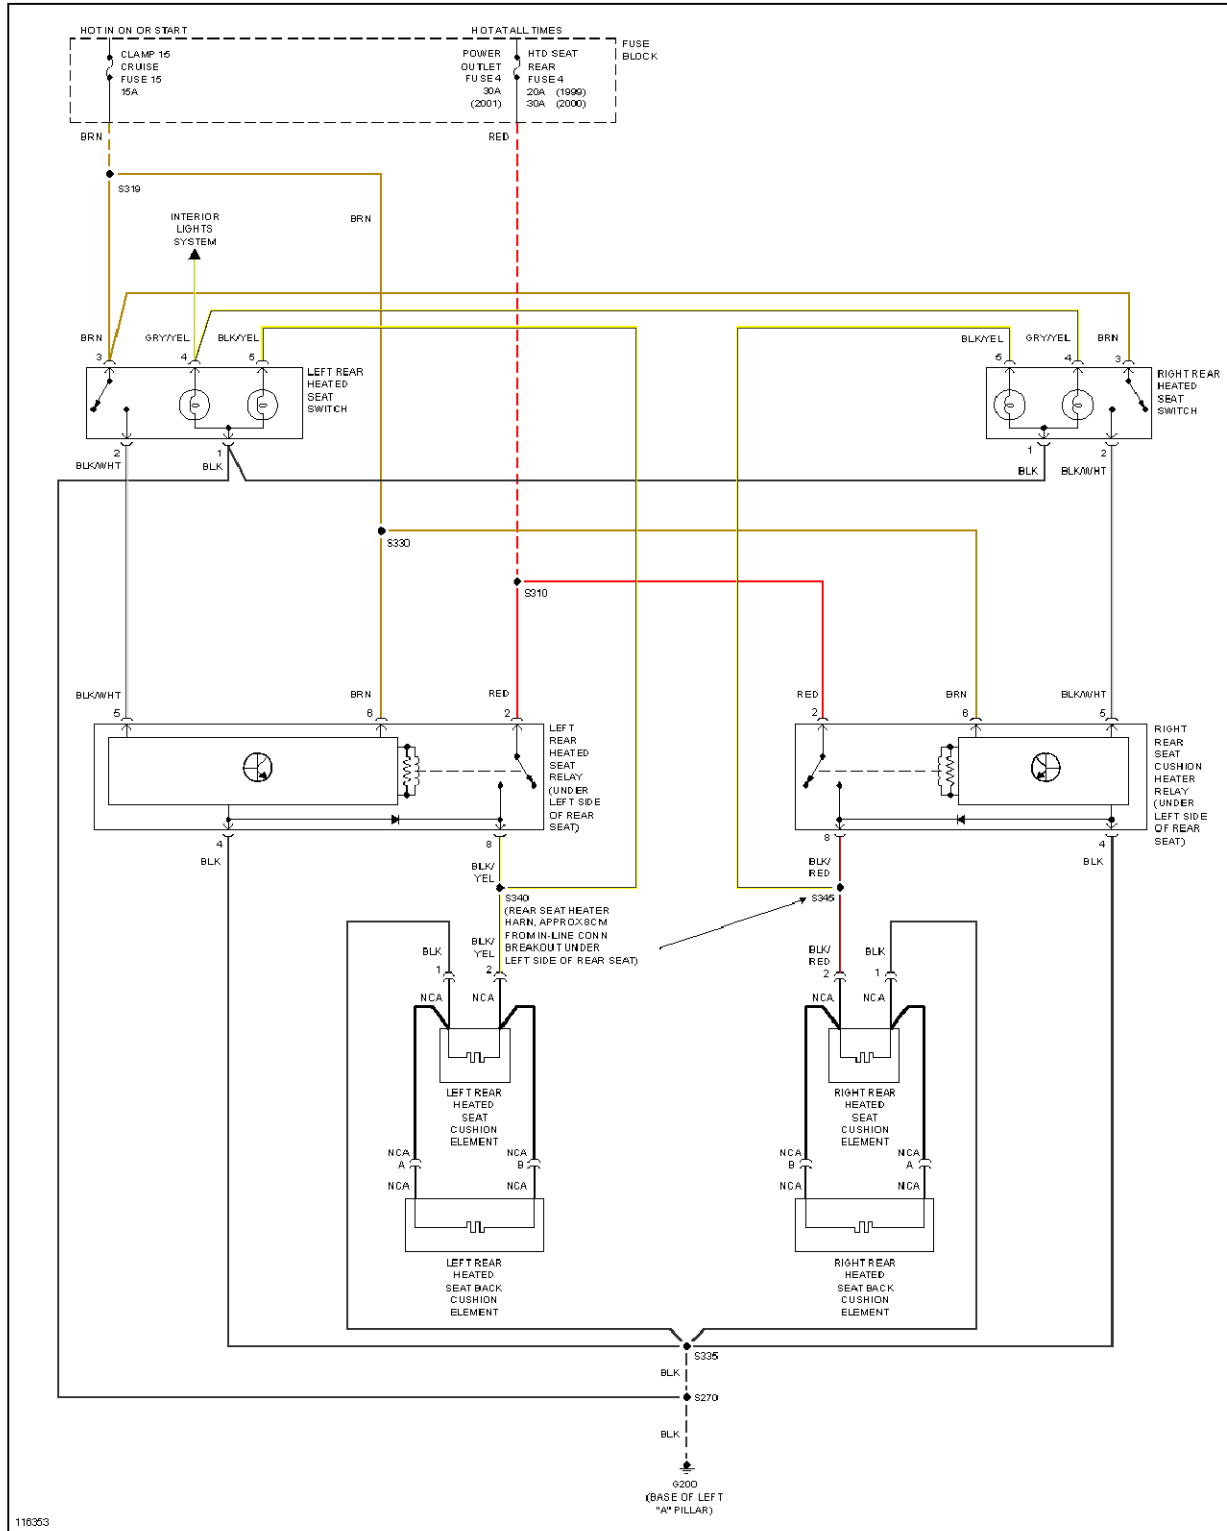 HOT IN ON OR START
HOT AT ALL TIMES
CLAMP 15
CRUISE
FUSE 15
15A
POWER
OUTLET
FUSE 4
30A
(2001)
HTD SEAT
REAR
FUSE 4
20A (1999)
30A (2000)
FUSE
BLOCK
BRN
RED
S319
BRN
INTERIOR
LIGHTS
SYSTEM
BRN
GRY/YEL
BLK/YEL
BLK/YEL
GRY/YEL
BRN
3
4
5
5
4
3
LEFT REAR
HEATED
SEAT
SWITCH
RIGHT REAR
HEATED
SEAT
SWITCH
2
1
1
2
BLK/WHT
BLK
BLK
BLK/WHT
S330
S310
BLK/WHT
BRN
RED
RED
BRN
BLK/WHT
5
6
2
2
6
5
LEFT
REAR
HEATED
SEAT
RELAY
(UNDER
LEFT SIDE
OF REAR
SEAT)
RIGHT
REAR
SEAT
CUSHION
HEATER
RELAY
(UNDER
LEFT SIDE
OF REAR
SEAT)
4
8
8
4
BLK
BLK/
YEL
BLK/
RED
BLK
S340
(REAR SEAT HEATER
HARN, APPROX 8CM
FROM IN-LINE CONN
BREAKOUT UNDER
LEFT SIDE OF REAR SEAT)
S345
BLK
BLK/
YEL
BLK/
RED
BLK
1
2
2
1
NCA
NCA
NCA
NCA
LEFT REAR
HEATED
SEAT
CUSHION
ELEMENT
RIGHT REAR
HEATED
SEAT
CUSHION
ELEMENT
NCA
A
NCA
B
NCA
B
NCA
A
NCA
NCA
NCA
NCA
LEFT REAR
HEATED
SEAT BACK
CUSHION
ELEMENT
RIGHT REAR
HEATED
SEAT BACK
CUSHION
ELEMENT
S335
BLK
S270
BLK
G200
(BASE OF LEFT
"A" PILLAR)
116353